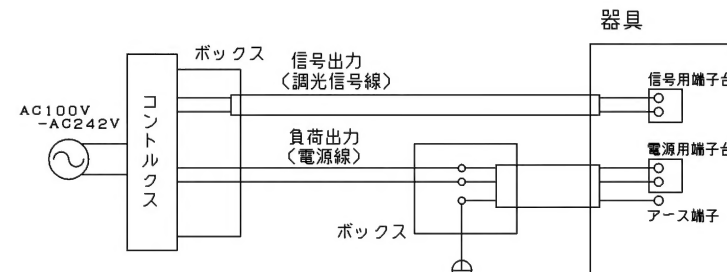 器具
ボックス
信号出力
（調光信号線）
信号用端子台
AC100V
-AC242V
コントルクス
負荷出力
（電源線）
電源用端子台
アース端子
ボックス